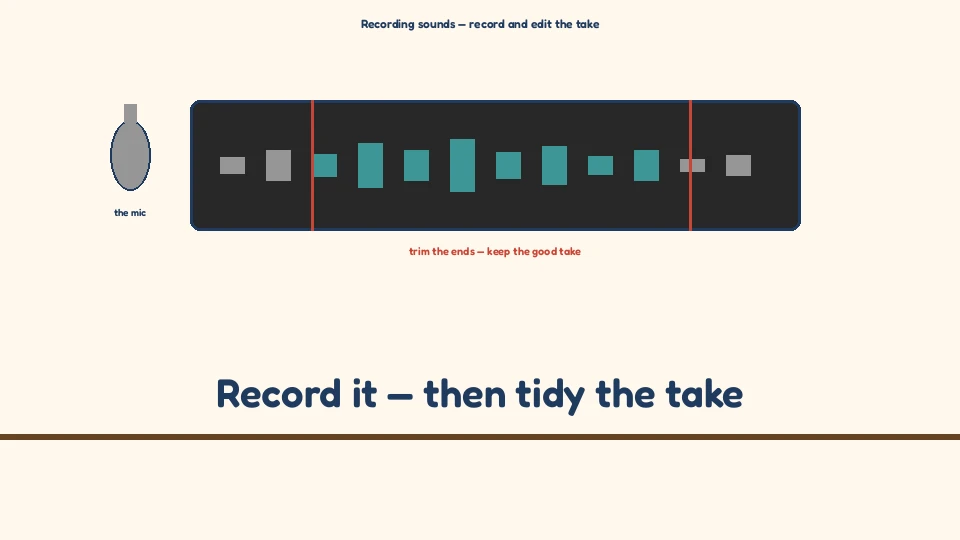 Recording sounds — record and edit the take
the mic
trim the ends — keep the good take
Record it — then tidy the take